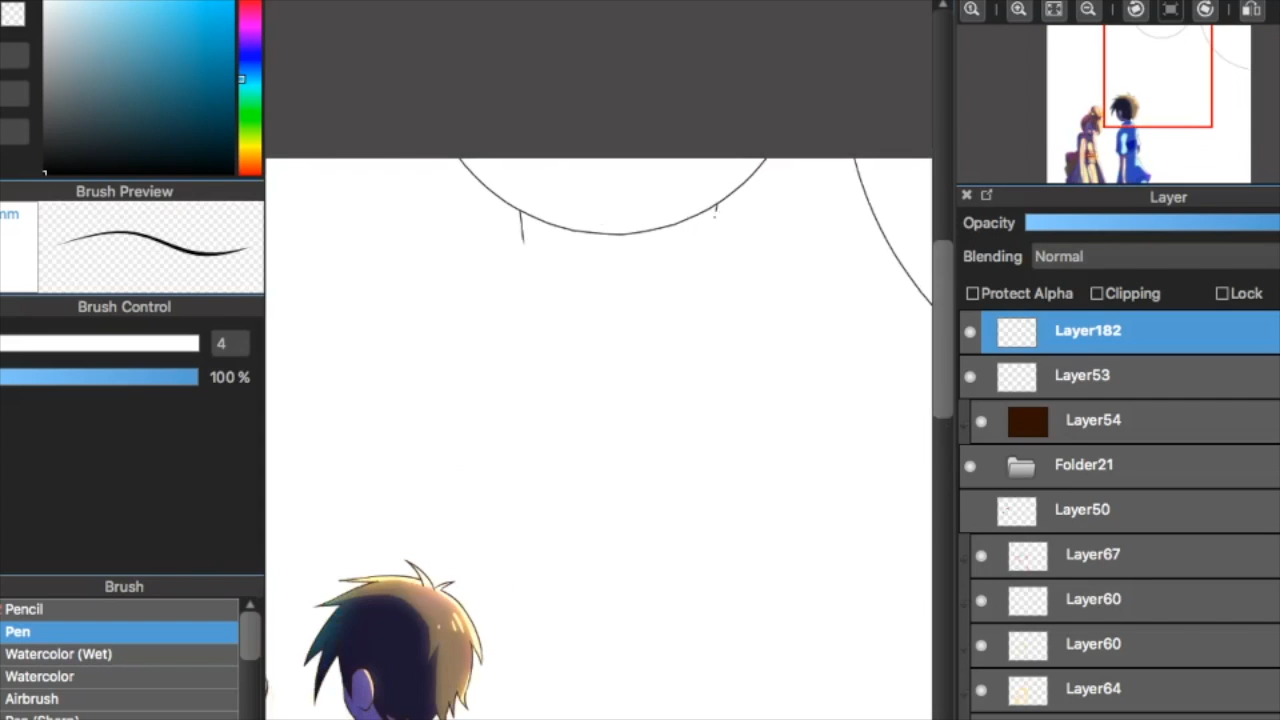 Brush Preview
mm
Brush Control
4
100 %
Brush
Pencil
Pen
Watercolor (Wet)
Watercolor
Airbrush
Layer
Opacity
Blending Normal
Protect Alpha Clipping Lock
Layer182
Layer53
Layer54
Folder21
Layer50
Layer67
Layer60
Layer60
Layer64